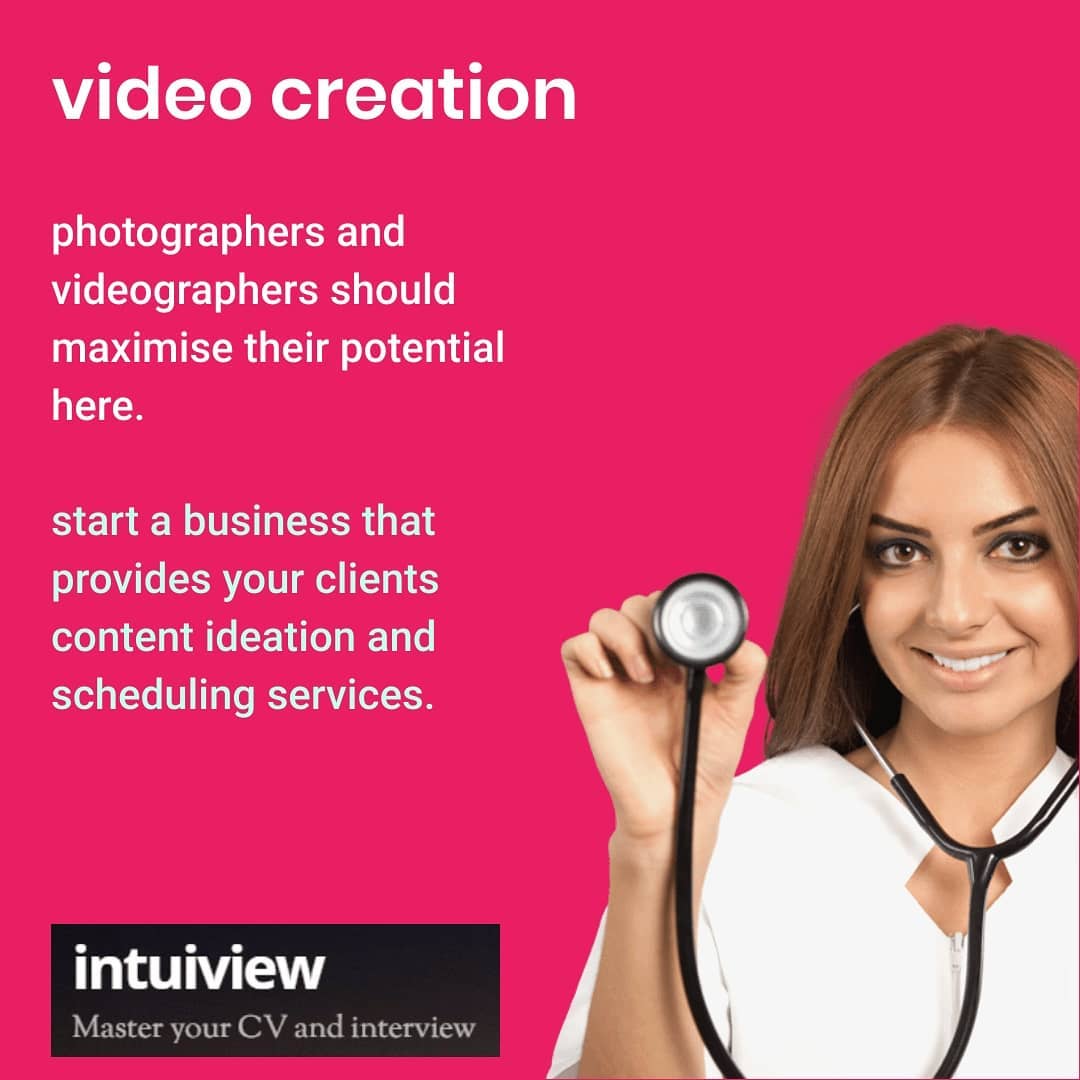 video creation
photographers and
videographers should
maximise their potential
here.
start a business that
provides your clients
content ideation and
scheduling services.
intuiview
Master your CV and interview